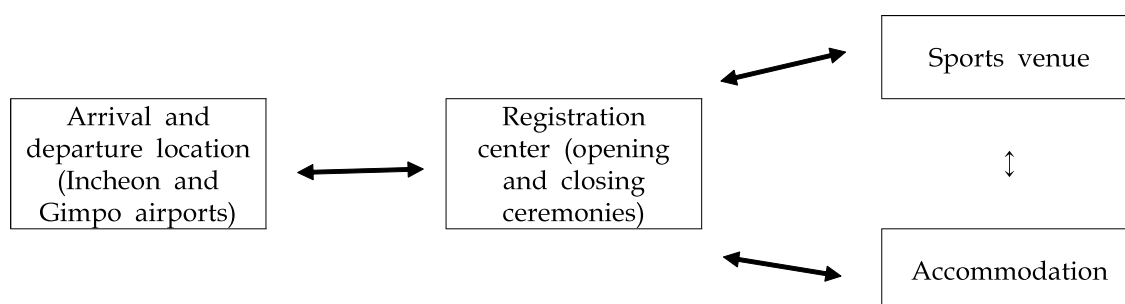 Arrival and
departure location
(Incheon and
Gimpo airports)
Registration
center (opening
and closing
ceremonies)
Sports venue
Accommodation